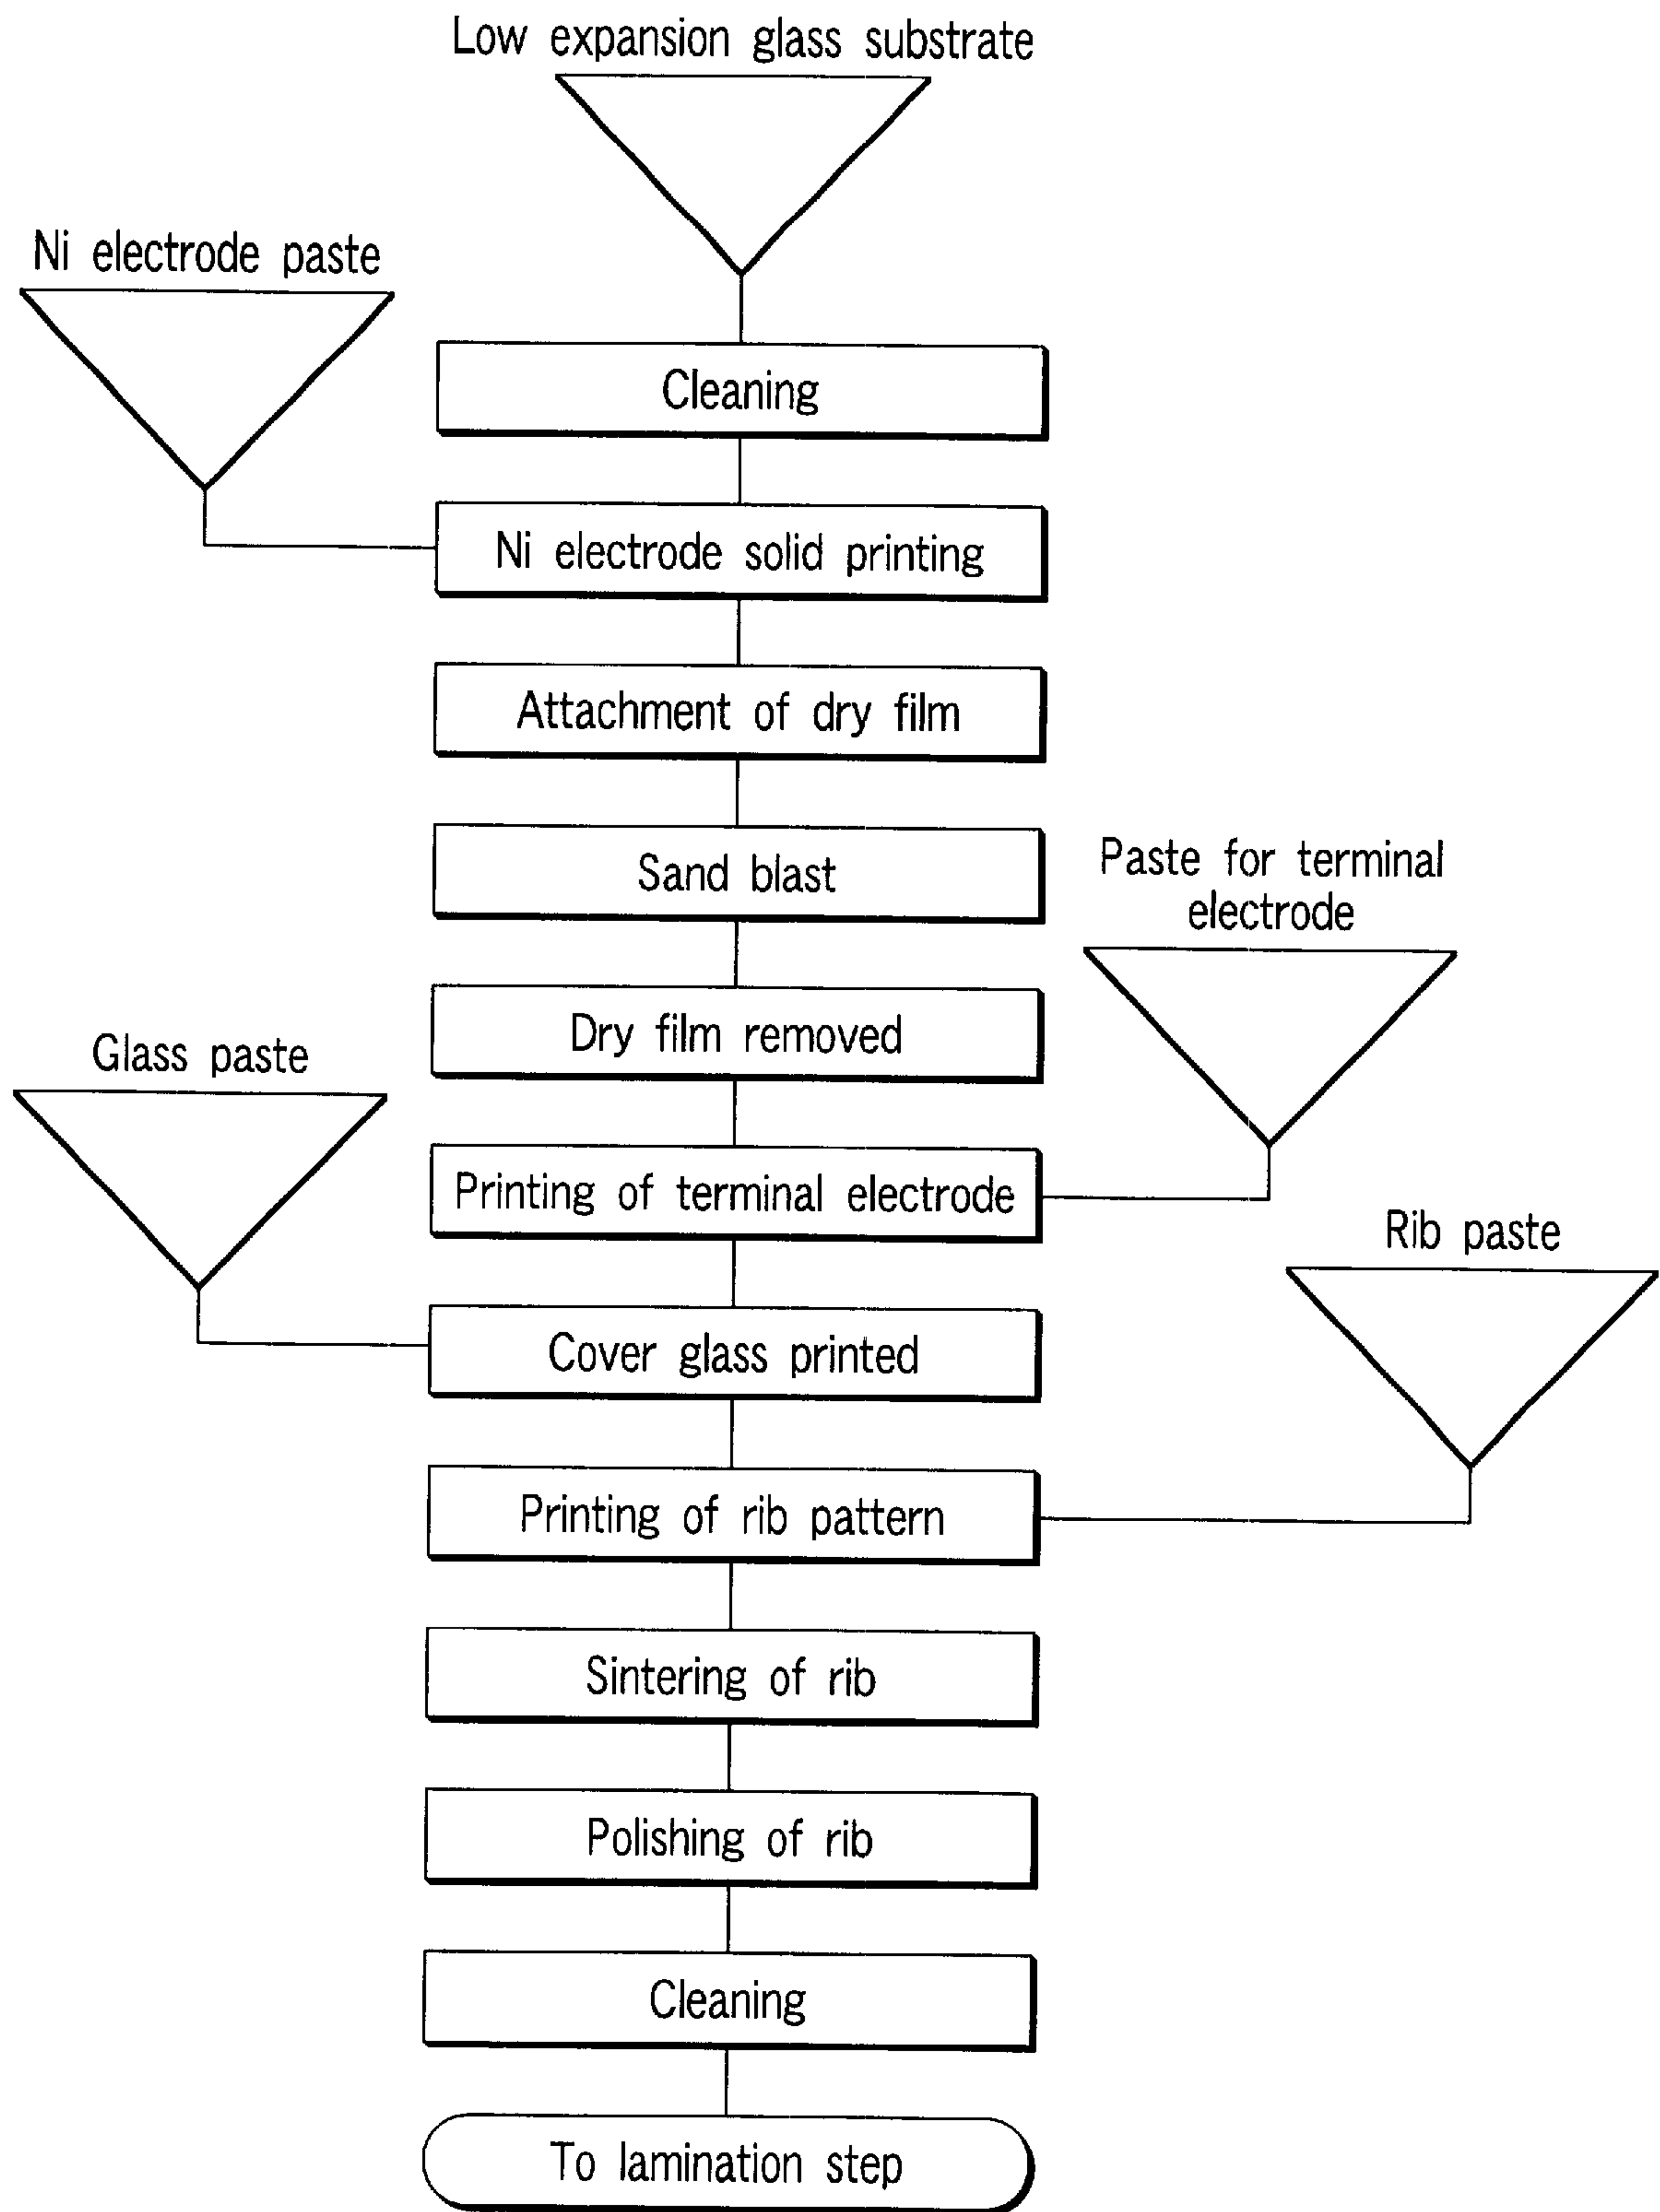 Low expansion glass substrate
Ni electrode paste
Cleaning
Ni electrode solid printing
Attachment of dry film
Sand blast
Paste for terminal
electrode
Dry film removed
Glass paste
Printing of terminal electrode
Rib paste
Cover glass printed
Printing of rib pattern
Sintering of rib
Polishing of rib
Cleaning
To lamination step